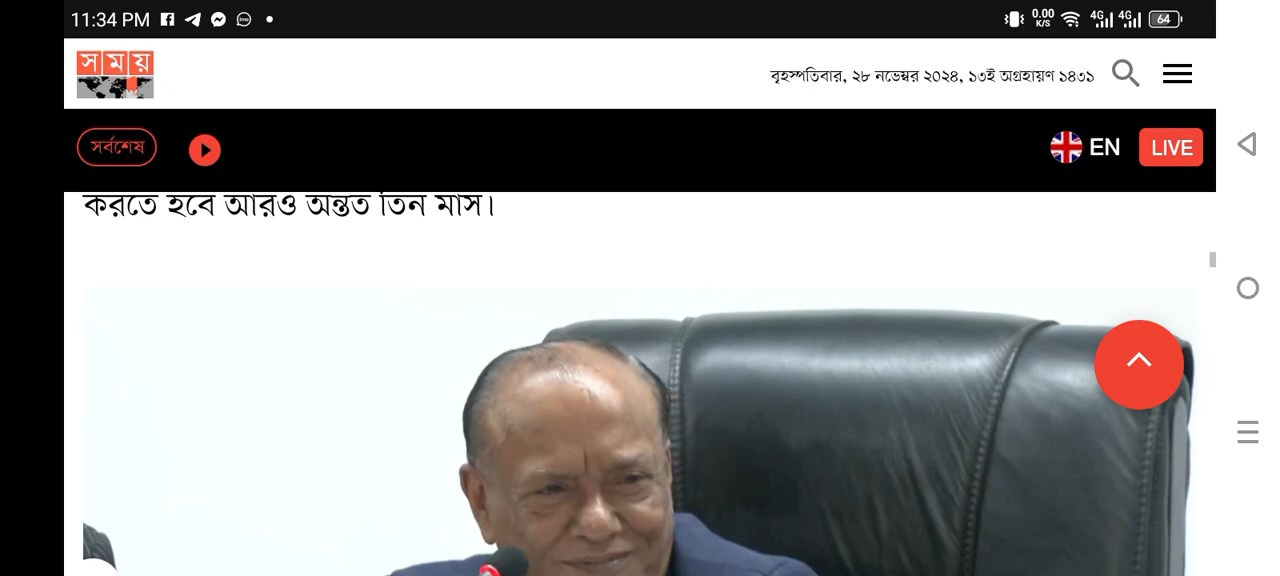 11:34 PM 0.00 K/S 4G 4G 64
সময়
বৃহস্পতিবার, ২৮ নভেম্বর ২০২৪, ১৩ই অগ্রহায়ণ ১৪৩১
সর্বশেষ EN LIVE
করতে হবে আরও অন্তত তিন মাস।